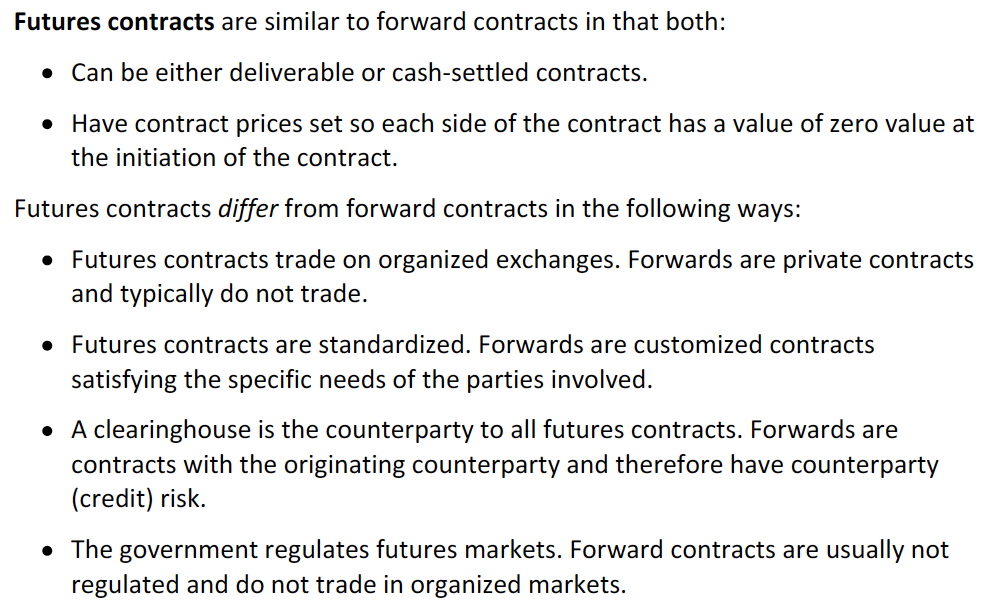 Futures contracts are similar to forward contracts in that both:
• Can be either deliverable or cash-settled contracts.
• Have contract prices set so each side of the contract has a value of zero value at
the initiation of the contract.
Futures contracts differ from forward contracts in the following ways:
• Futures contracts trade on organized exchanges. Forwards are private contracts
and typically do not trade.
• Futures contracts are standardized. Forwards are customized contracts
satisfying the specific needs of the parties involved.
• A clearinghouse is the counterparty to all futures contracts. Forwards are
contracts with the originating counterparty and therefore have counterparty
(credit) risk.
• The government regulates futures markets. Forward contracts are usually not
regulated and do not trade in organized markets.